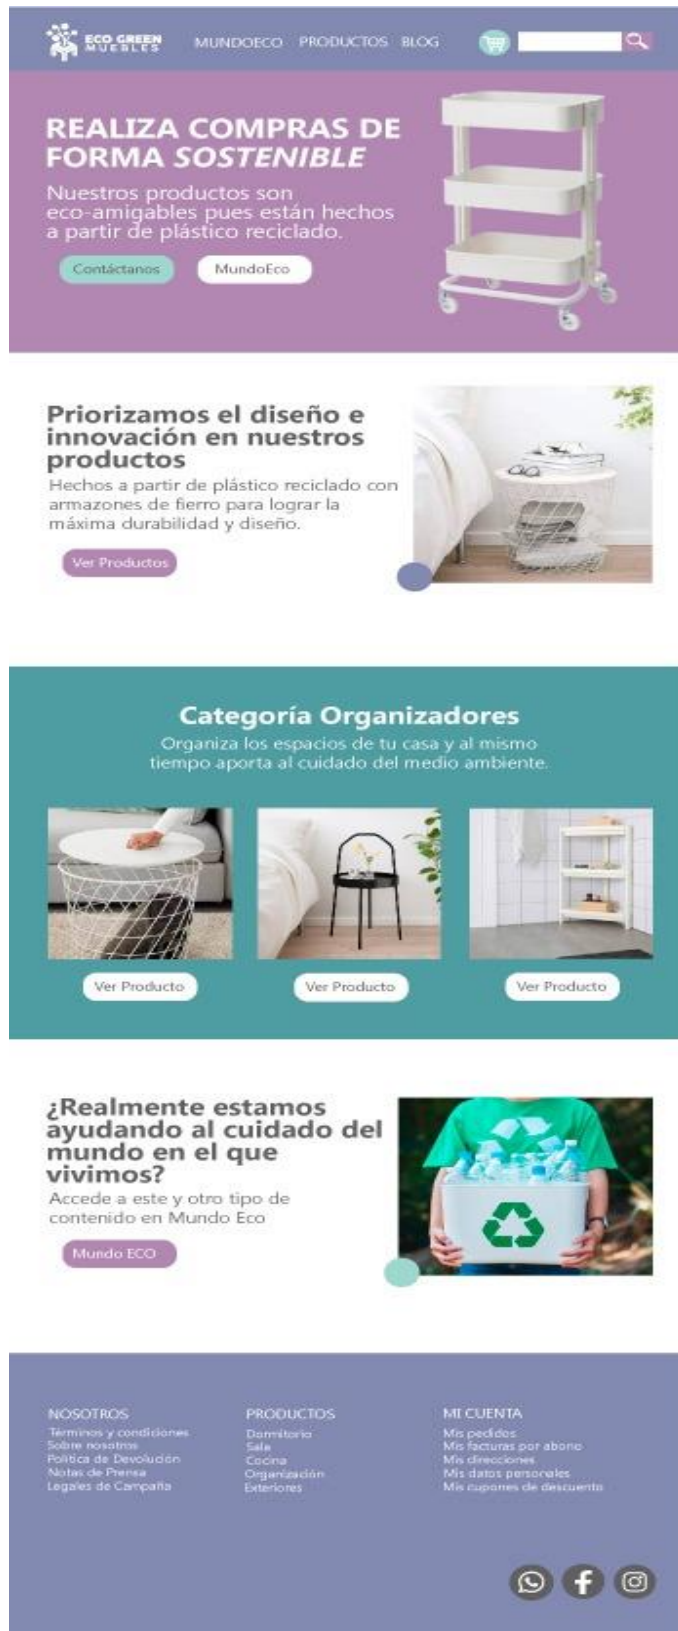 ECO GREEN
MUEBLES
MUNDOECO PRODUCTOS BLOG
REALIZA COMPRAS DE
FORMA SOSTENIBLE
Nuestros productos son
eco-amigables pues están hechos
a partir de plástico reciclado.
Contáctanos MundoEco
Priorizamos el diseño e
innovación en nuestros
productos
Hechos a partir de plástico reciclado con
armazones de fierro para lograr la
máxima durabilidad y diseño.
Ver Productos
Categoría Organizadores
Organiza los espacios de tu casa y al mismo
tiempo aporta al cuidado del medio ambiente.
Ver Producto Ver Producto Ver Producto
¿Realmente estamos
ayudando al cuidado del
mundo en el que
vivimos?
Accede a este y otro tipo de
contenido en Mundo Eco
Mundo ECO
NOSOTROS
Términos y condiciones
Sobre nosotros
Política de Devolución
Notas de Prensa
Legales de Campaña
PRODUCTOS
Dormitorio
Sala
Cocina
Organización
Exteriores
MI CUENTA
Mis pedidos
Mis facturas por abono
Mis direcciones
Mis datos personales
Mis cupones de descuento